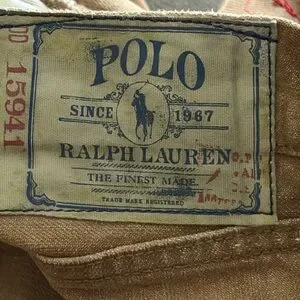 POLO
SINCE 1967
RALPH LAUREN
THE FINEST MADE
TRADE MARK REGISTERED
15941